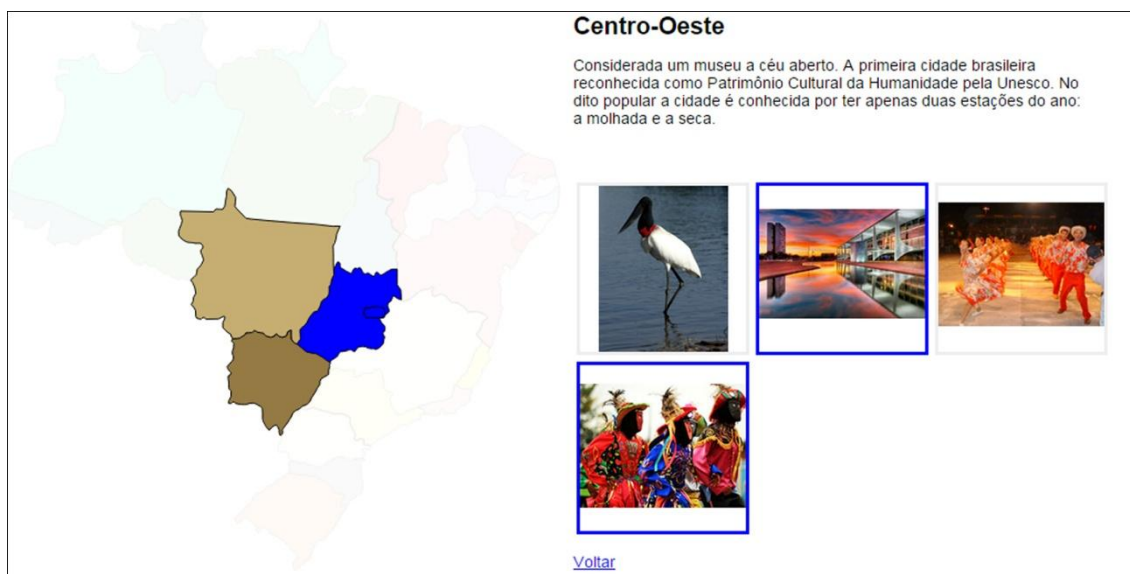 Centro-Oeste
Considerada um museu a céu aberto. A primeira cidade brasileira
reconhecida como Patrimônio Cultural da Humanidade pela Unesco. No
dito popular a cidade é conhecida por ter apenas duas estações do ano:
a molhada e a seca.
Voltar